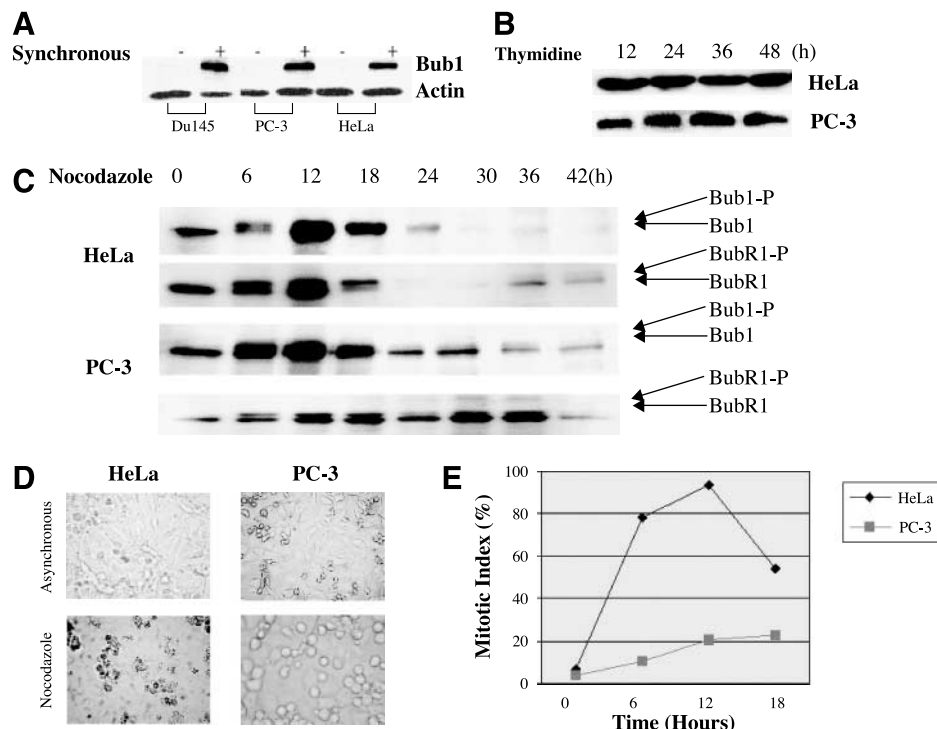 A
Synchronous - + - + - +
Bub1
Actin
Du145 PC-3 HeLa
B
Thymidine 12 24 36 48 (h)
HeLa
PC-3
C
Nocodazole 0 6 12 18 24 30 36 42(h)
HeLa
Bub1-P
Bub1
BubR1-P
BubR1
PC-3
Bub1-P
Bub1
BubR1-P
BubR1
D
HeLa PC-3
Asynchronous
Nocodazole
E
Mitotic Index (%)
100
80
60
40
20
0
0 6 12 18
Time (Hours)
HeLa
PC-3